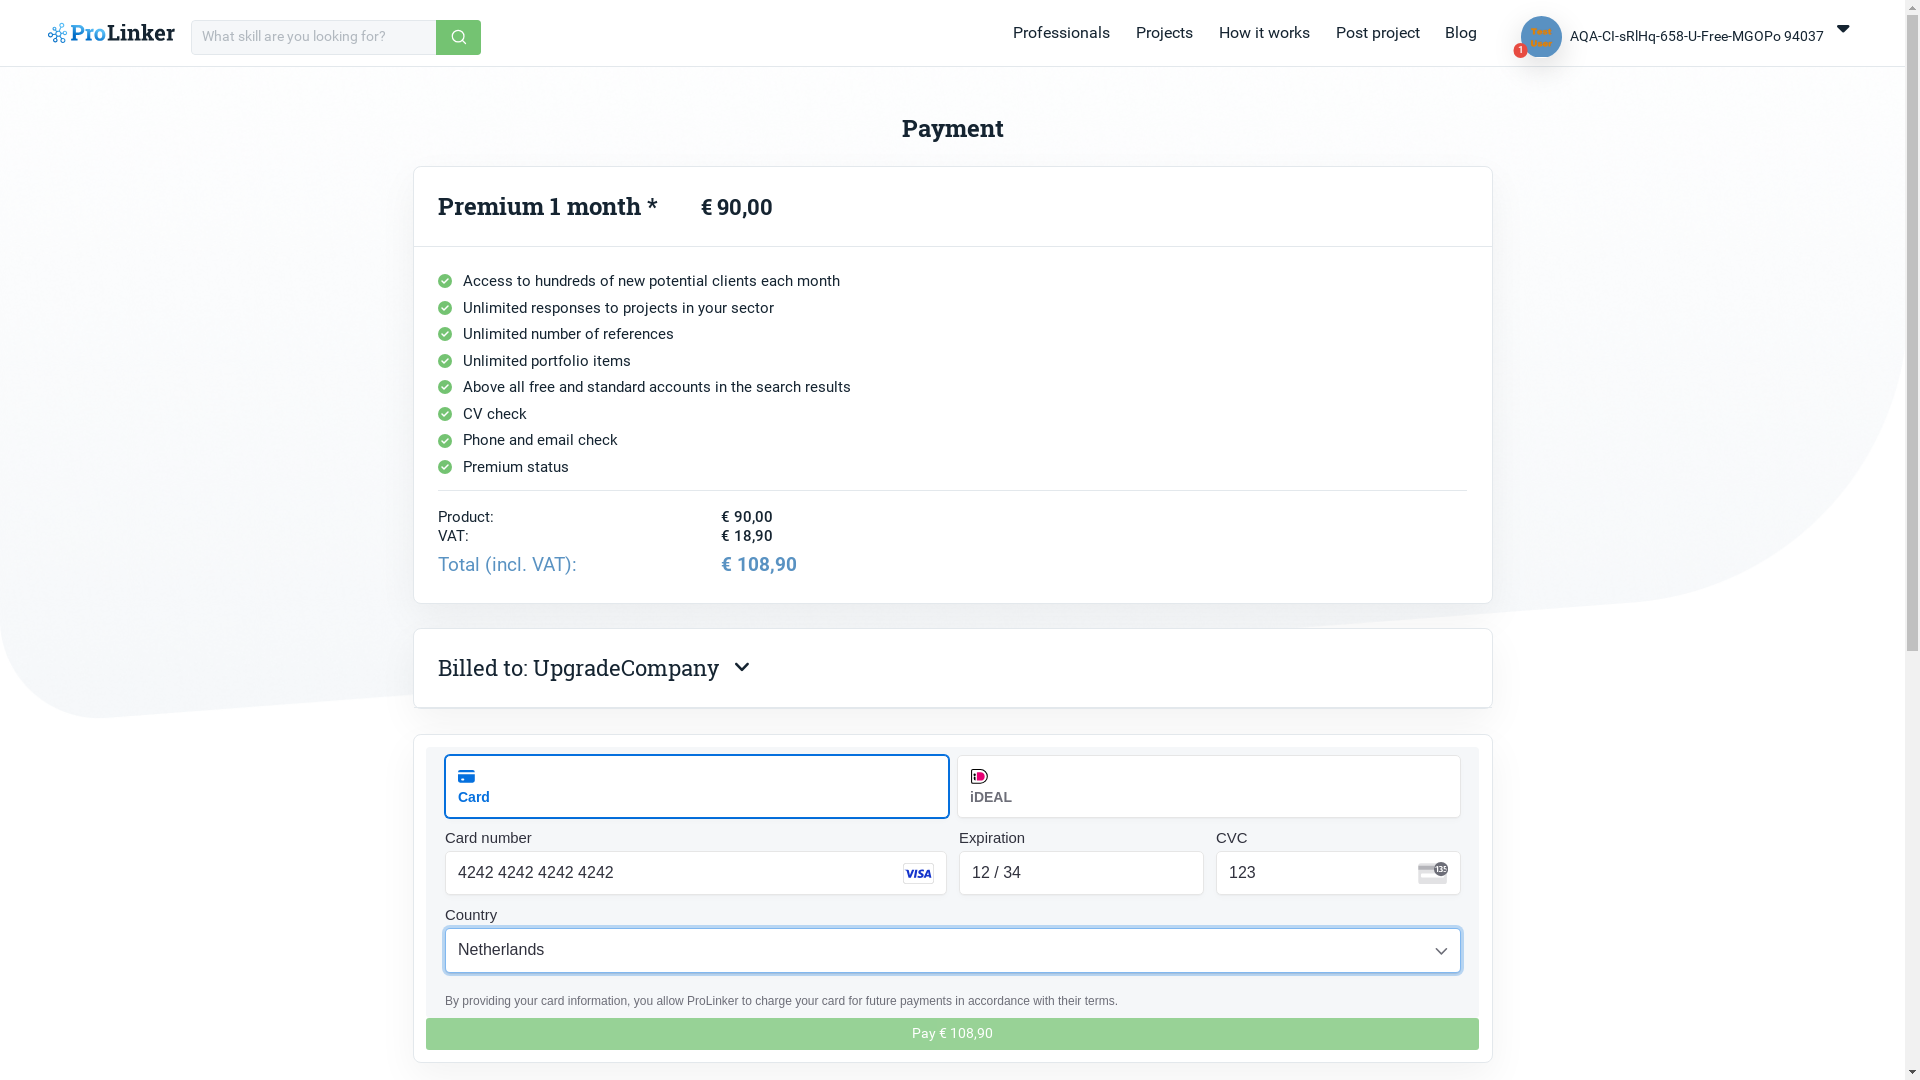 ProLinker
What skill are you looking for?
Professionals
Projects
How it works
Post project
Blog
Test User
1
AQA-CI-sRlHq-658-U-Free-MGOPo 94037
Payment
Premium 1 month * € 90,00
Access to hundreds of new potential clients each month
Unlimited responses to projects in your sector
Unlimited number of references
Unlimited portfolio items
Above all free and standard accounts in the search results
CV check
Phone and email check
Premium status
Product: € 90,00
VAT: € 18,90
Total (incl. VAT): € 108,90
Billed to: UpgradeCompany
Card
iDEAL
Card number
Expiration
CVC
4242 4242 4242 4242
VISA
12 / 34
123
135
Country
Netherlands
By providing your card information, you allow ProLinker to charge your card for future payments in accordance with their terms.
Pay € 108,90